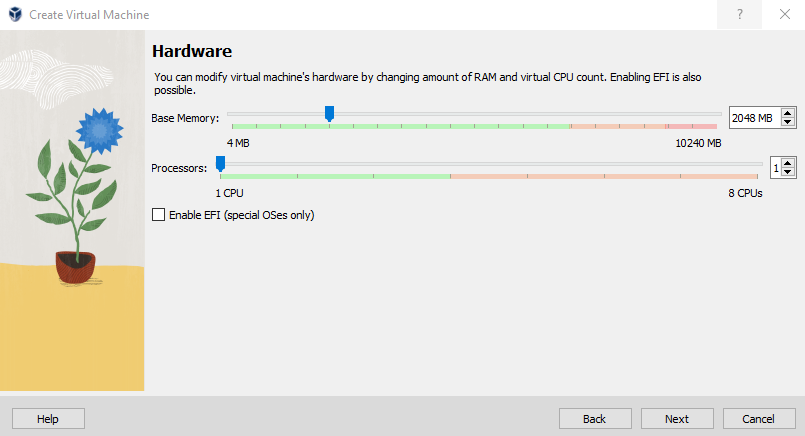 Create Virtual Machine
?
Hardware
You can modify virtual machine's hardware by changing amount of RAM and virtual CPU count. Enabling EFI is also
possible.
Base Memory: 2048 MB
4 MB 10240 MB
Processors: 1
1 CPU 8 CPUs
Enable EFI (special OSes only)
Help Back Next Cancel